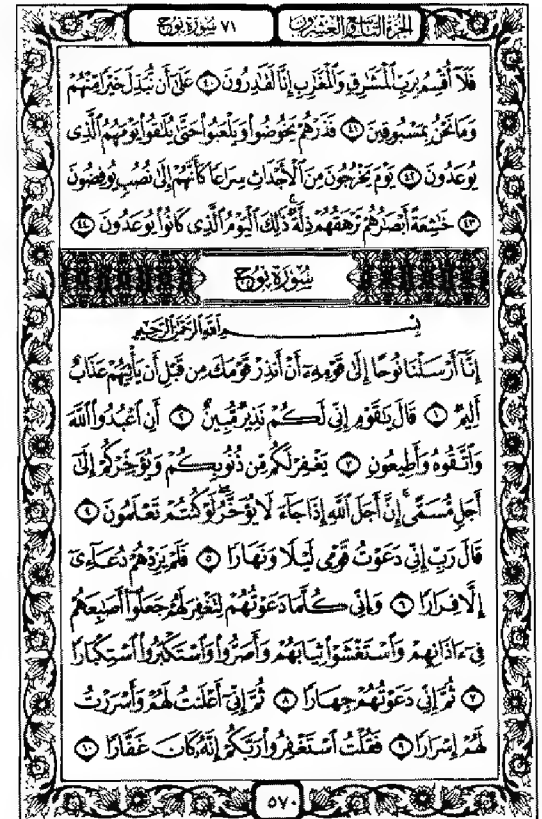 الجزء التاسع والعشرون ٧١ سورة نوح
فَلَآ أُقْسِمُ بِرَبِّ ٱلْمَشَٰرِقِ وَٱلْمَغَٰرِبِ إِنَّا لَقَٰدِرُونَ ٤٠ عَلَىٰٓ أَن نُّبَدِّلَ خَيْرًا مِّنْهُمْ
وَمَا نَحْنُ بِمَسْبُوقِينَ ٤١ فَذَرْهُمْ يَخُوضُوا۟ وَيَلْعَبُوا۟ حَتَّىٰ يُلَٰقُوا۟ يَوْمَهُمُ ٱلَّذِى
يُوعَدُونَ ٤٢ يَوْمَ يَخْرُجُونَ مِنَ ٱلْأَجْدَاثِ سِرَاعًا كَأَنَّهُمْ إِلَىٰ نُصُبٍ يُوفِضُونَ
٤٣ خَٰشِعَةً أَبْصَٰرُهُمْ تَرْهَقُهُمْ ذِلَّةٌ ۚ ذَٰلِكَ ٱلْيَوْمُ ٱلَّذِى كَانُوا۟ يُوعَدُونَ ٤٤
سورة نوح
بِسْمِ ٱللَّهِ ٱلرَّحْمَٰنِ ٱلرَّحِيمِ
إِنَّآ أَرْسَلْنَا نُوحًا إِلَىٰ قَوْمِهِۦٓ أَنْ أَنذِرْ قَوْمَكَ مِن قَبْلِ أَن يَأْتِيَهُمْ عَذَابٌ
أَلِيمٌ ١ قَالَ يَٰقَوْمِ إِنِّى لَكُمْ نَذِيرٌ مُّبِينٌ ٢ أَنِ ٱعْبُدُوا۟ ٱللَّهَ
وَٱتَّقُوهُ وَأَطِيعُونِ ٣ يَغْفِرْ لَكُم مِّن ذُنُوبِكُمْ وَيُؤَخِّرْكُمْ إِلَىٰٓ
أَجَلٍ مُّسَمًّى ۚ إِنَّ أَجَلَ ٱللَّهِ إِذَا جَآءَ لَا يُؤَخَّرُ ۖ لَوْ كُنتُمْ تَعْلَمُونَ ٤
قَالَ رَبِّ إِنِّى دَعَوْتُ قَوْمِى لَيْلًا وَنَهَارًا ٥ فَلَمْ يَزِدْهُمْ دُعَآءِىٓ
إِلَّا فِرَارًا ٦ وَإِنِّى كُلَّمَا دَعَوْتُهُمْ لِتَغْفِرَ لَهُمْ جَعَلُوٓا۟ أَصَٰبِعَهُمْ
فِىٓ ءَاذَانِهِمْ وَٱسْتَغْشَوْا۟ ثِيَابَهُمْ وَأَصَرُّوا۟ وَٱسْتَكْبَرُوا۟ ٱسْتِكْبَارًا
٧ ثُمَّ إِنِّى دَعَوْتُهُمْ جِهَارًا ٨ ثُمَّ إِنِّىٓ أَعْلَنتُ لَهُمْ وَأَسْرَرْتُ
لَهُمْ إِسْرَارًا ٩ فَقُلْتُ ٱسْتَغْفِرُوا۟ رَبَّكُمْ إِنَّهُۥ كَانَ غَفَّارًا ١٠
٥٧٠